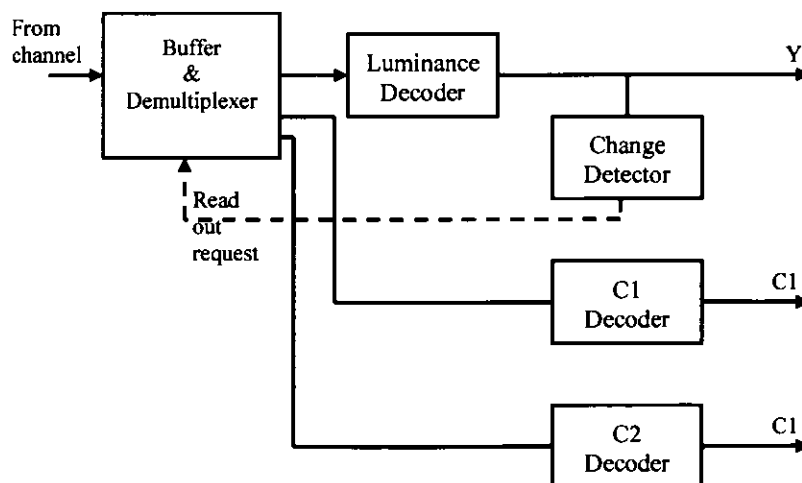 From
channel
Buffer
&
Demultiplexer
Luminance
Decoder
Y
Change
Detector
Read
out
request
C1
Decoder
C1
C2
Decoder
C1